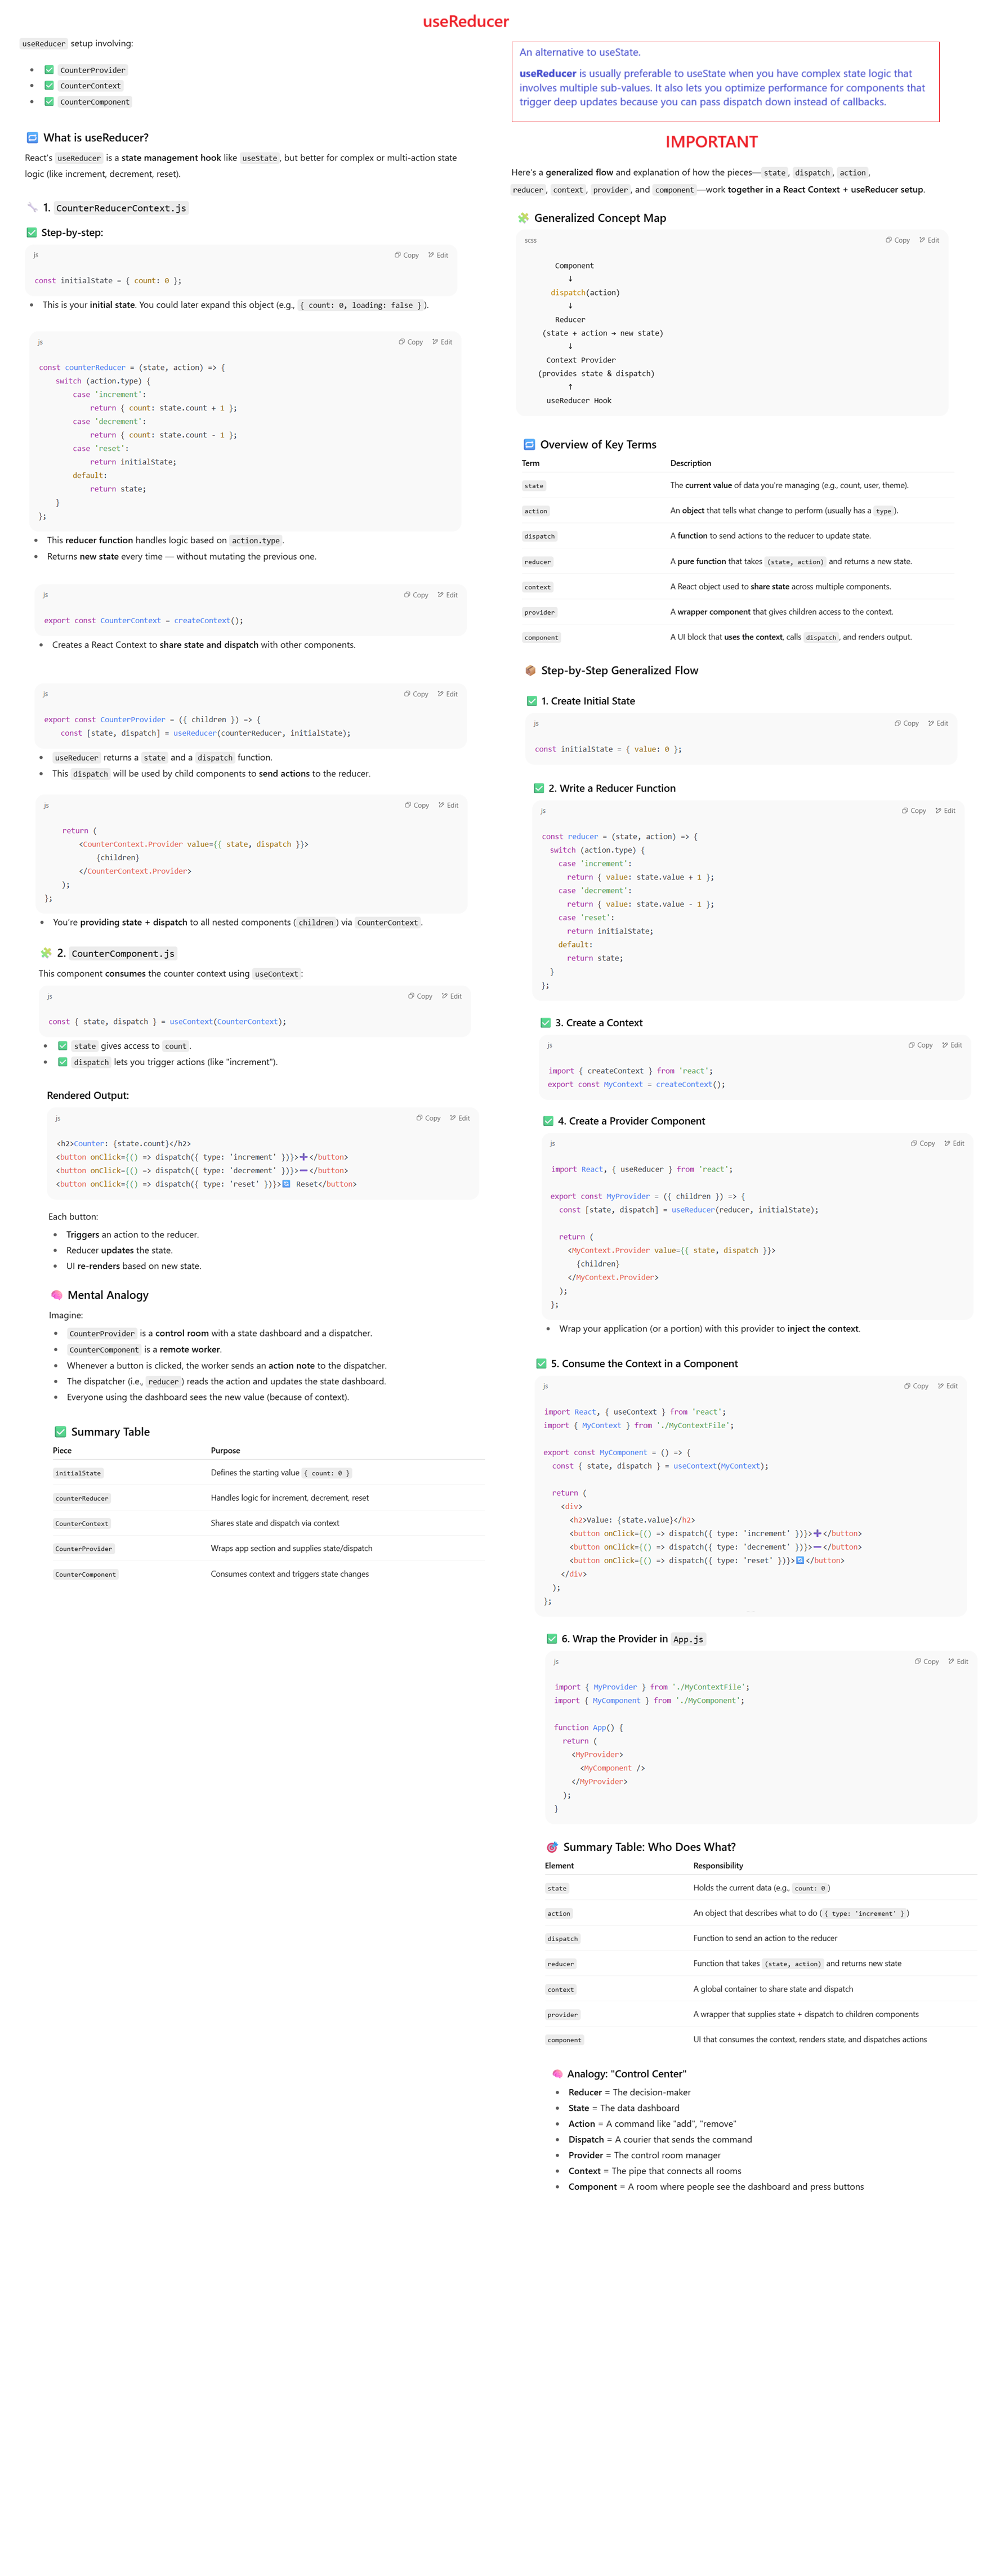 useReducer
useReducer setup involving:
✅ CounterProvider
✅ CounterContext
✅ CounterComponent
🔁 What is useReducer?
React's useReducer is a state management hook like useState, but better for complex or multi-action state
logic (like increment, decrement, reset).
🔧 1. CounterReducerContext.js
✅ Step-by-step:
js Copy Edit
const initialState = { count: 0 };
This is your initial state. You could later expand this object (e.g., { count: 0, loading: false }).
js Copy Edit
const counterReducer = (state, action) => {
switch (action.type) {
case 'increment':
return { count: state.count + 1 };
case 'decrement':
return { count: state.count - 1 };
case 'reset':
return initialState;
default:
return state;
}
};
This reducer function handles logic based on action.type.
Returns new state every time — without mutating the previous one.
js Copy Edit
export const CounterContext = createContext();
Creates a React Context to share state and dispatch with other components.
js Copy Edit
export const CounterProvider = ({ children }) => {
const [state, dispatch] = useReducer(counterReducer, initialState);
useReducer returns a state and a dispatch function.
This dispatch will be used by child components to send actions to the reducer.
js Copy Edit
return (
<CounterContext.Provider value={{ state, dispatch }}>
{children}
</CounterContext.Provider>
);
};
You're providing state + dispatch to all nested components ( children ) via CounterContext.
🧩 2. CounterComponent.js
This component consumes the counter context using useContext:
js Copy Edit
const { state, dispatch } = useContext(CounterContext);
✅ state gives access to count.
✅ dispatch lets you trigger actions (like "increment").
Rendered Output:
js Copy Edit
<h2>Counter: {state.count}</h2>
<button onClick={() => dispatch({ type: 'increment' })}>➕</button>
<button onClick={() => dispatch({ type: 'decrement' })}>➖</button>
<button onClick={() => dispatch({ type: 'reset' })}>🔄 Reset</button>
Each button:
Triggers an action to the reducer.
Reducer updates the state.
UI re-renders based on new state.
🧠 Mental Analogy
Imagine:
CounterProvider is a control room with a state dashboard and a dispatcher.
CounterComponent is a remote worker.
Whenever a button is clicked, the worker sends an action note to the dispatcher.
The dispatcher (i.e., reducer) reads the action and updates the state dashboard.
Everyone using the dashboard sees the new value (because of context).
✅ Summary Table
Piece Purpose
initialState Defines the starting value { count: 0 }
counterReducer Handles logic for increment, decrement, reset
CounterContext Shares state and dispatch via context
CounterProvider Wraps app section and supplies state/dispatch
CounterComponent Consumes context and triggers state changes
An alternative to useState.
useReducer is usually preferable to useState when you have complex state logic that
involves multiple sub-values. It also lets you optimize performance for components that
trigger deep updates because you can pass dispatch down instead of callbacks.
IMPORTANT
Here's a generalized flow and explanation of how the pieces—state, dispatch, action,
reducer, context, provider, and component—work together in a React Context + useReducer setup.
🧩 Generalized Concept Map
scss Copy Edit
Component
↓
dispatch(action)
↓
Reducer
(state + action → new state)
↓
Context Provider
(provides state & dispatch)
↑
useReducer Hook
🔁 Overview of Key Terms
Term Description
state The current value of data you're managing (e.g., count, user, theme).
action An object that tells what change to perform (usually has a type).
dispatch A function to send actions to the reducer to update state.
reducer A pure function that takes (state, action) and returns a new state.
context A React object used to share state across multiple components.
provider A wrapper component that gives children access to the context.
component A UI block that uses the context, calls dispatch, and renders output.
📦 Step-by-Step Generalized Flow
✅ 1. Create Initial State
js Copy Edit
const initialState = { value: 0 };
✅ 2. Write a Reducer Function
js Copy Edit
const reducer = (state, action) => {
switch (action.type) {
case 'increment':
return { value: state.value + 1 };
case 'decrement':
return { value: state.value - 1 };
case 'reset':
return initialState;
default:
return state;
}
};
✅ 3. Create a Context
js Copy Edit
import { createContext } from 'react';
export const MyContext = createContext();
✅ 4. Create a Provider Component
js Copy Edit
import React, { useReducer } from 'react';
export const MyProvider = ({ children }) => {
const [state, dispatch] = useReducer(reducer, initialState);
return (
<MyContext.Provider value={{ state, dispatch }}>
{children}
</MyContext.Provider>
);
};
Wrap your application (or a portion) with this provider to inject the context.
✅ 5. Consume the Context in a Component
js Copy Edit
import React, { useContext } from 'react';
import { MyContext } from './MyContextFile';
export const MyComponent = () => {
const { state, dispatch } = useContext(MyContext);
return (
<div>
<h2>Value: {state.value}</h2>
<button onClick={() => dispatch({ type: 'increment' })}>➕</button>
<button onClick={() => dispatch({ type: 'decrement' })}>➖</button>
<button onClick={() => dispatch({ type: 'reset' })}>🔄</button>
</div>
);
};
✅ 6. Wrap the Provider in App.js
js Copy Edit
import { MyProvider } from './MyContextFile';
import { MyComponent } from './MyComponent';
function App() {
return (
<MyProvider>
<MyComponent />
</MyProvider>
);
}
🎯 Summary Table: Who Does What?
Element Responsibility
state Holds the current data (e.g., count: 0)
action An object that describes what to do ({ type: 'increment' })
dispatch Function to send an action to the reducer
reducer Function that takes (state, action) and returns new state
context A global container to share state and dispatch
provider A wrapper that supplies state + dispatch to children components
component UI that consumes the context, renders state, and dispatches actions
🧠 Analogy: "Control Center"
Reducer = The decision-maker
State = The data dashboard
Action = A command like "add", "remove"
Dispatch = A courier that sends the command
Provider = The control room manager
Context = The pipe that connects all rooms
Component = A room where people see the dashboard and press buttons